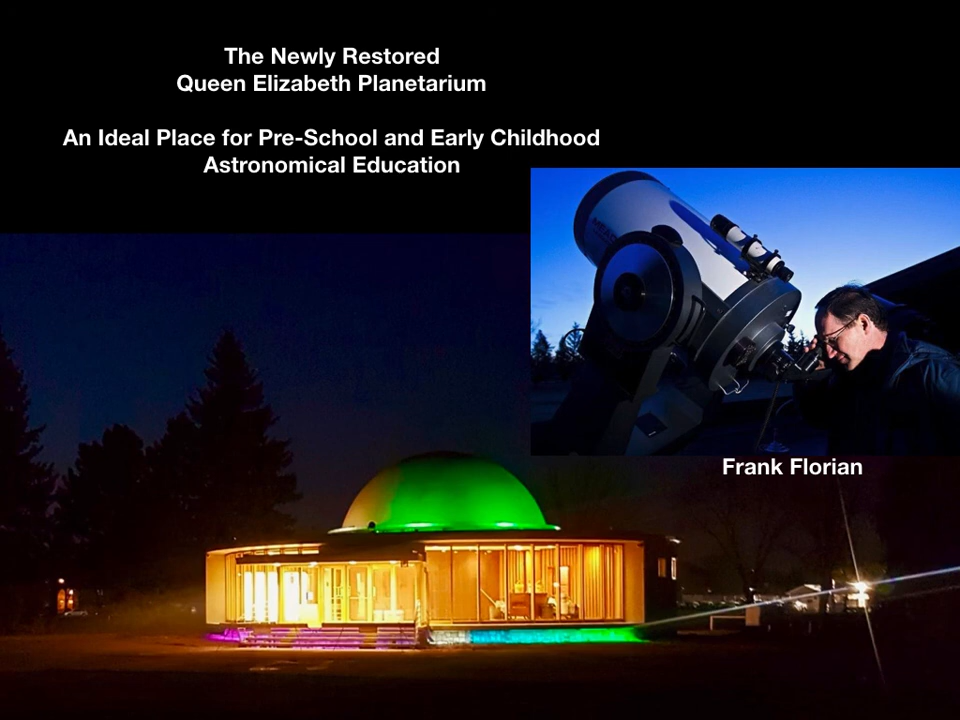 The Newly Restored
Queen Elizabeth Planetarium
An Ideal Place for Pre-School and Early Childhood
Astronomical Education
Frank Florian